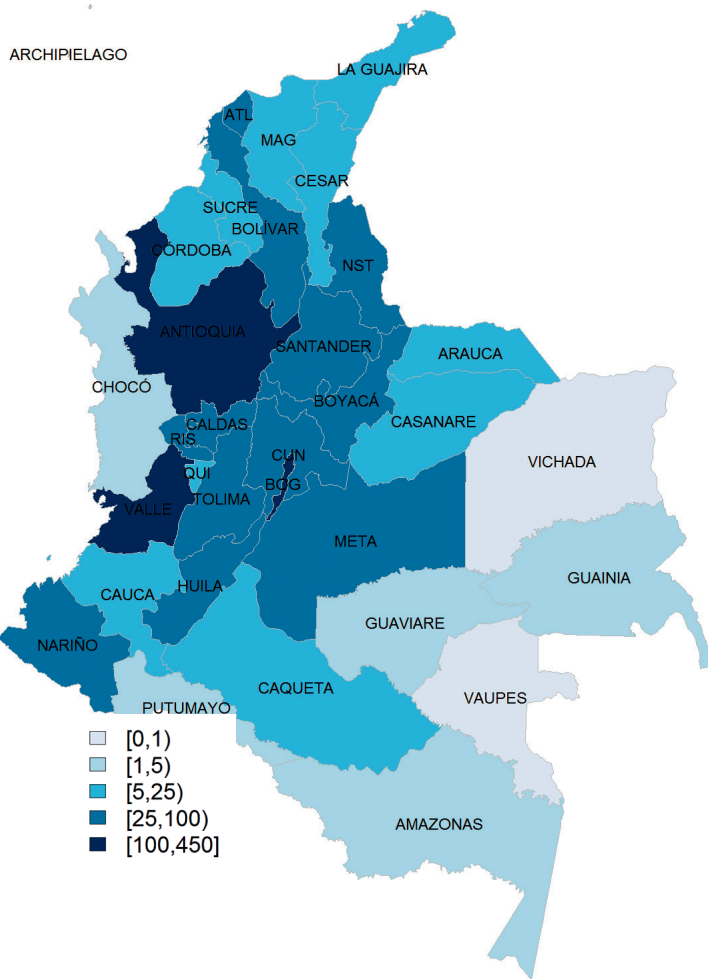 ARCHIPIELAGO
LA GUAJIRA
ATL
MAG
CESAR
SUCRE
BOLÍVAR
CÓRDOBA
NST
ANTIOQUIA
SANTANDER
ARAUCA
CHOCÓ
BOYACÁ
CASANARE
CALDAS
RIS
CUN
VICHADA
QUI
BOG
TOLIMA
VALLE
META
GUAINIA
HUILA
CAUCA
GUAVIARE
NARIÑO
CAQUETA
VAUPES
PUTUMAYO
[0,1)
[1,5)
[5,25)
[25,100)
[100,450]
AMAZONAS